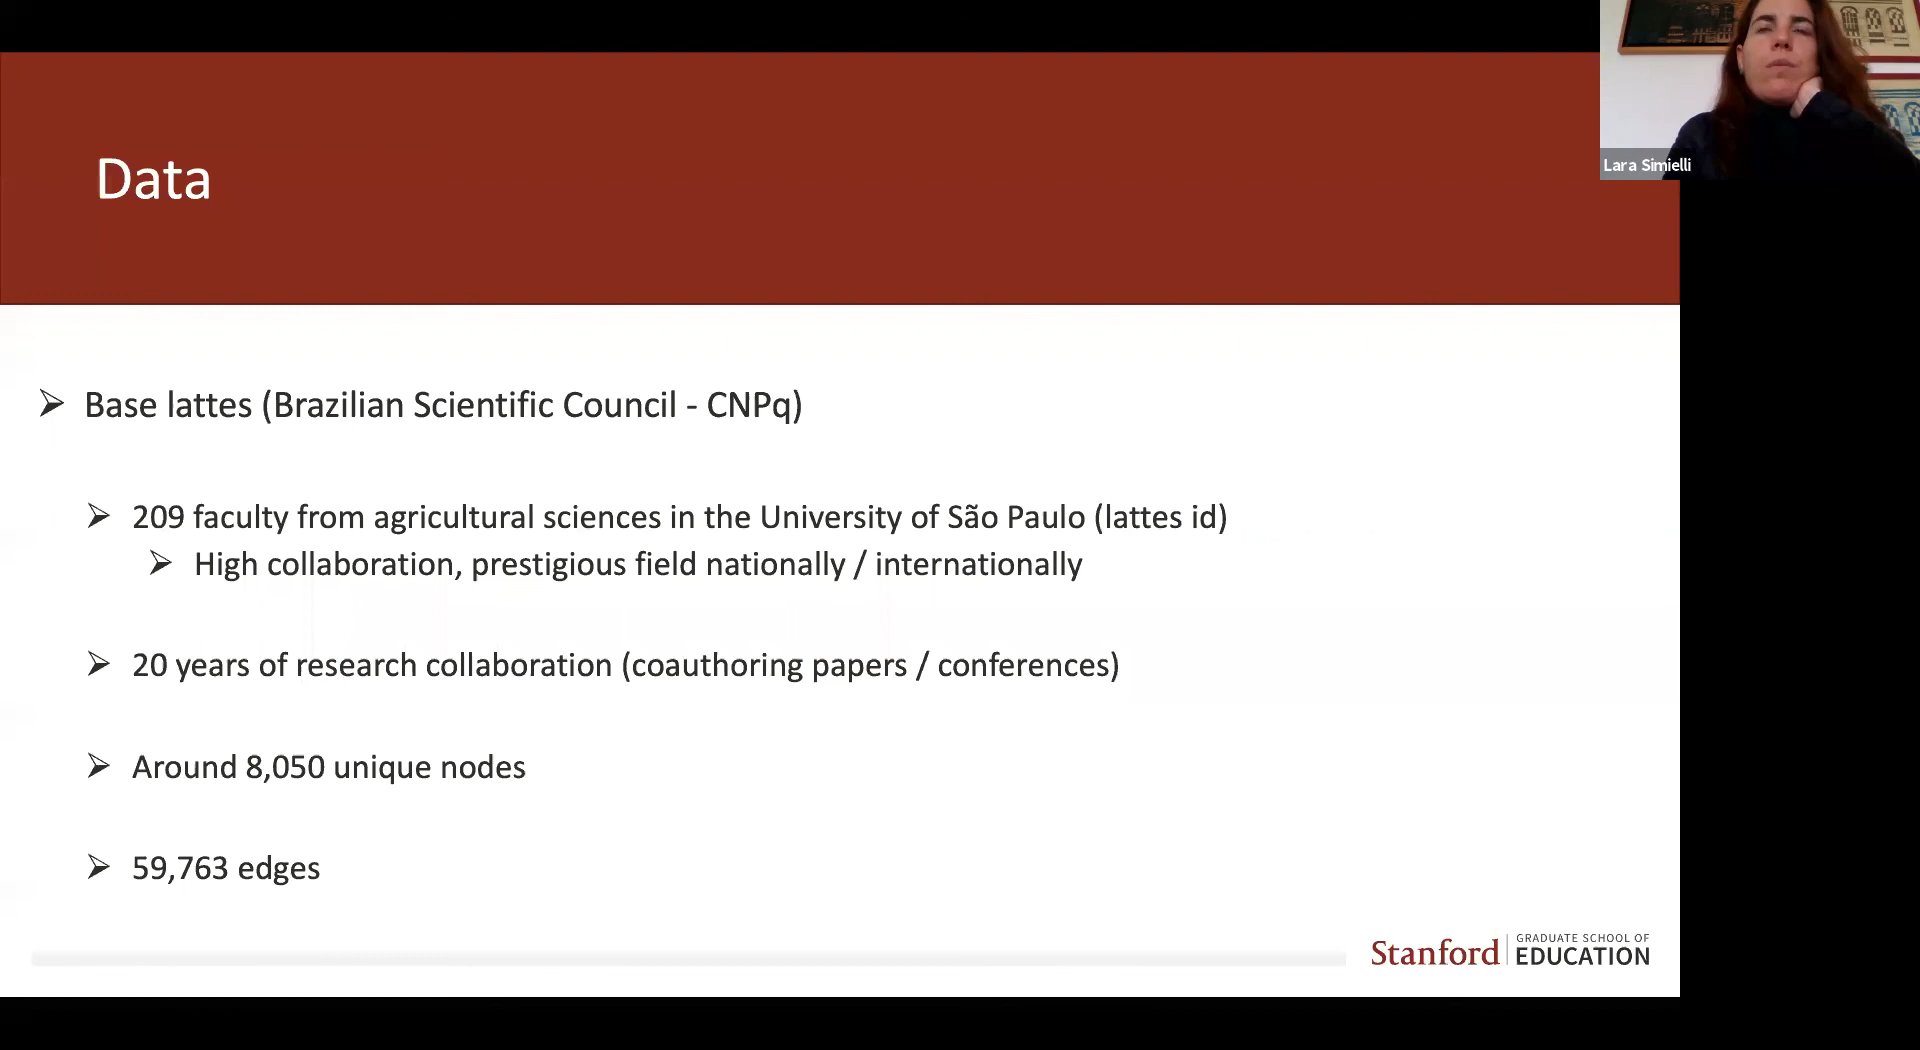 Data
Lara Simielli
Base lattes (Brazilian Scientific Council - CNPq)
209 faculty from agricultural sciences in the University of São Paulo (lattes id)
High collaboration, prestigious field nationally / internationally
20 years of research collaboration (coauthoring papers / conferences)
Around 8,050 unique nodes
59,763 edges
Stanford
GRADUATE SCHOOL OF
EDUCATION